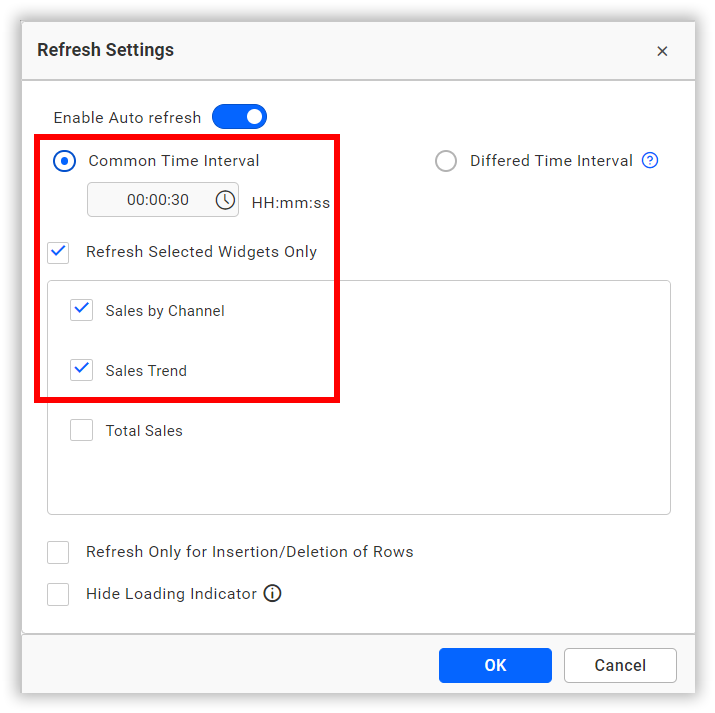 Refresh Settings
Enable Auto refresh
Common Time Interval
Differed Time Interval
00:00:30
HH:mm:ss
Refresh Selected Widgets Only
Sales by Channel
Sales Trend
Total Sales
Refresh Only for Insertion/Deletion of Rows
Hide Loading Indicator
OK
Cancel